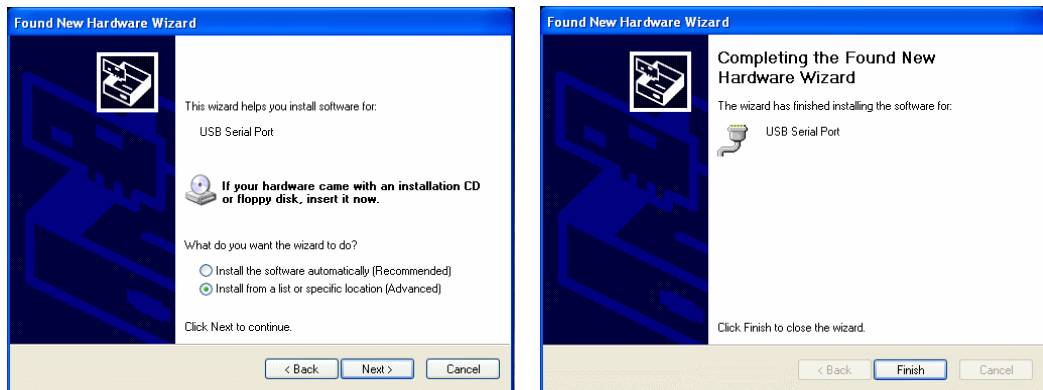 Found New Hardware Wizard
This wizard helps you install software for:
USB Serial Port
If your hardware came with an installation CD
or floppy disk, insert it now.
What do you want the wizard to do?
Install the software automatically (Recommended)
Install from a list or specific location (Advanced)
Click Next to continue.
< Back
Next >
Cancel
Found New Hardware Wizard
Completing the Found New
Hardware Wizard
The wizard has finished installing the software for:
USB Serial Port
Click Finish to close the wizard.
< Back
Finish
Cancel